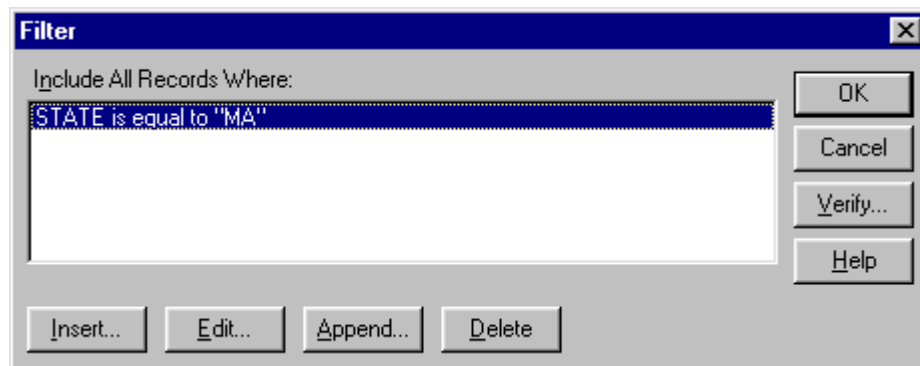 Filter
Include All Records Where:
STATE is equal to "MA"
OK
Cancel
Verify...
Help
Insert... Edit... Append... Delete